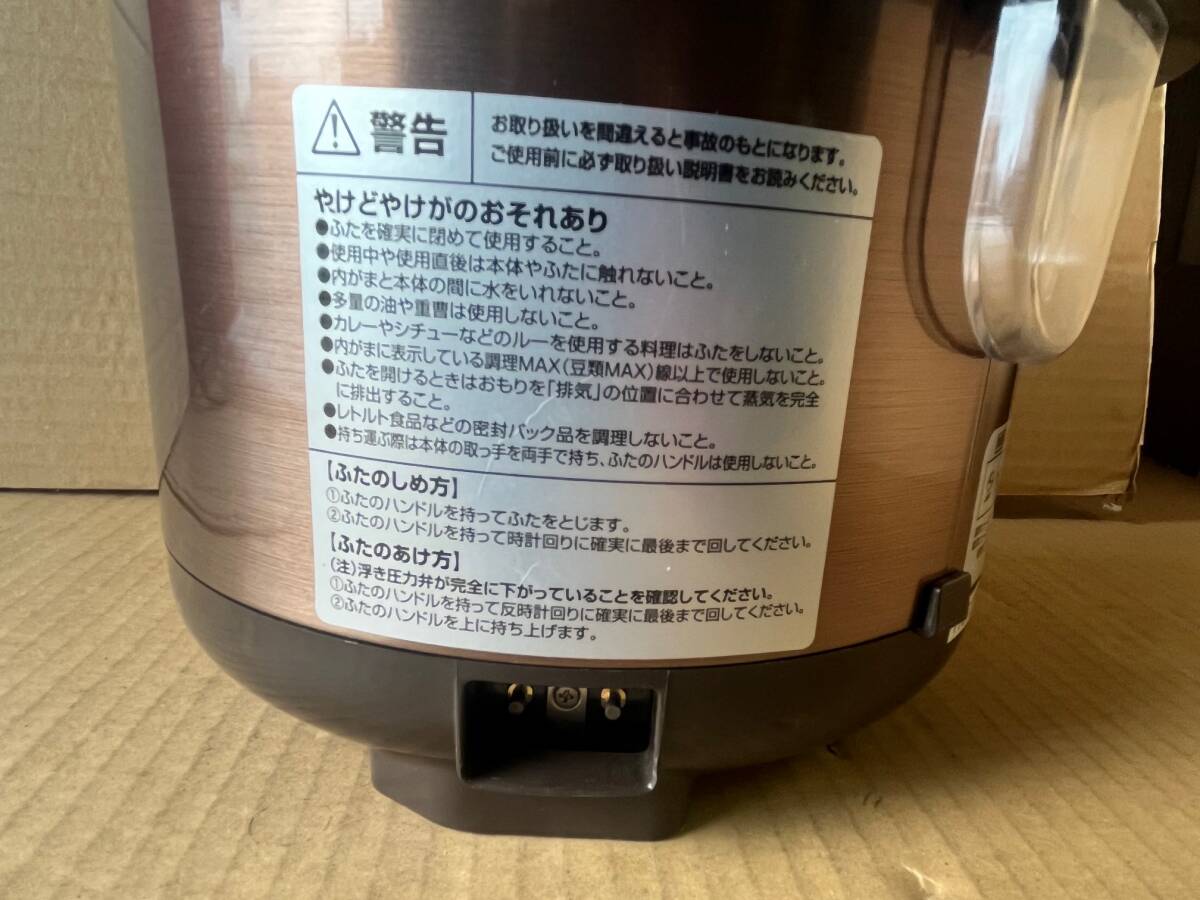 警告
お取り扱いを間違えると事故のもとになります。
ご使用前に必ず取り扱い説明書をお読みください。
やけどやけがのおそれあり
●ふたを確実に閉めて使用すること。
●使用中や使用直後は本体やふたに触れないこと。
●内がまと本体の間に水をいれないこと。
●多量の油や重曹は使用しないこと。
●カレーやシチューなどのルーを使用する料理はふたをしないこと。
●内がまに表示している調理MAX(豆類MAX)線以上で使用しないこと。
●ふたを開けるときはおもりを「排気」の位置に合わせて蒸気を完全
に排出すること。
●レトルト食品などの密封パック品を調理しないこと。
●持ち運ぶ際は本体の取っ手を両手で持ち、ふたのハンドルは使用しないこと。
【ふたのしめ方】
①ふたのハンドルを持ってふたをとじます。
②ふたのハンドルを持って時計回りに確実に最後まで回してください。
【ふたのあけ方】
(注)浮き圧力弁が完全に下がっていることを確認してください。
①ふたのハンドルを持って反時計回りに確実に最後まで回してください。
②ふたのハンドルを上に持ち上げます。